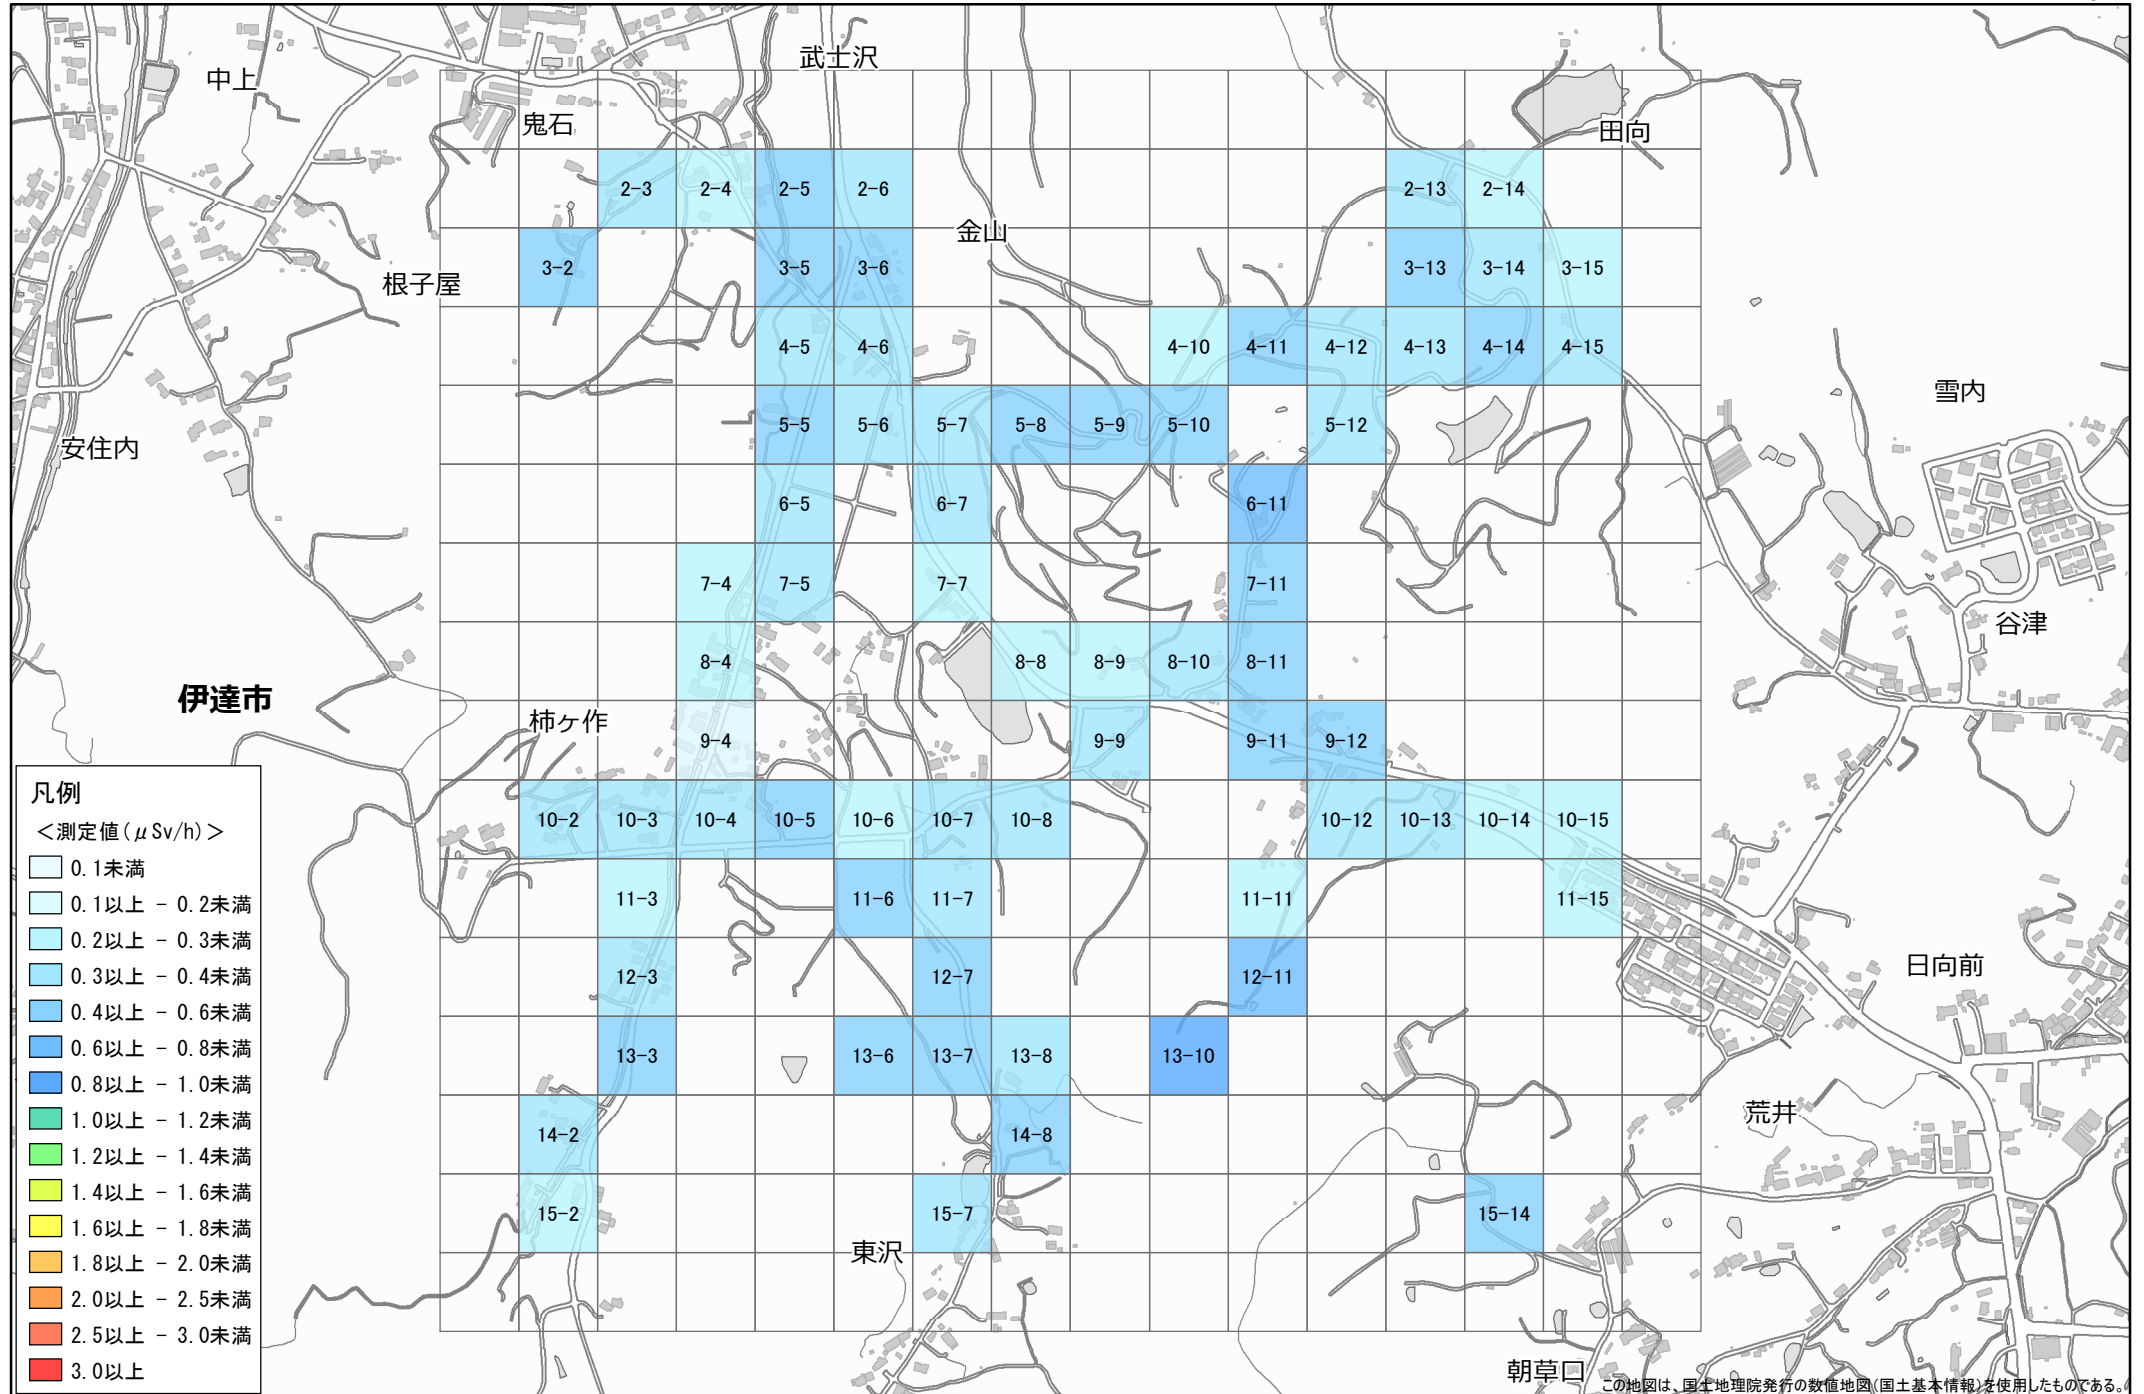 武士沢
中上
鬼石
田向
2-3 2-4 2-5 2-6 2-13 2-14
金山
3-2 3-5 3-6 3-13 3-14 3-15
根子屋
4-5 4-6 4-10 4-11 4-12 4-13 4-14 4-15
雪内
5-5 5-6 5-7 5-8 5-9 5-10 5-12
安住内
6-5 6-7 6-11
7-4 7-5 7-7 7-11
谷津
8-4 8-8 8-9 8-10 8-11
伊達市
柿ヶ作
9-4 9-9 9-11 9-12
10-2 10-3 10-4 10-5 10-6 10-7 10-8 10-12 10-13 10-14 10-15
11-3 11-6 11-7 11-11 11-15
日向前
12-3 12-7 12-11
13-3 13-6 13-7 13-8 13-10
荒井
14-2 14-8
15-2 15-7 15-14
東沢
朝草口
凡例
＜測定値(μSv/h)＞
0.1未満
0.1以上 - 0.2未満
0.2以上 - 0.3未満
0.3以上 - 0.4未満
0.4以上 - 0.6未満
0.6以上 - 0.8未満
0.8以上 - 1.0未満
1.0以上 - 1.2未満
1.2以上 - 1.4未満
1.4以上 - 1.6未満
1.6以上 - 1.8未満
1.8以上 - 2.0未満
2.0以上 - 2.5未満
2.5以上 - 3.0未満
3.0以上
この地図は、国土地理院発行の数値地図(国土基本情報)を使用したものである。